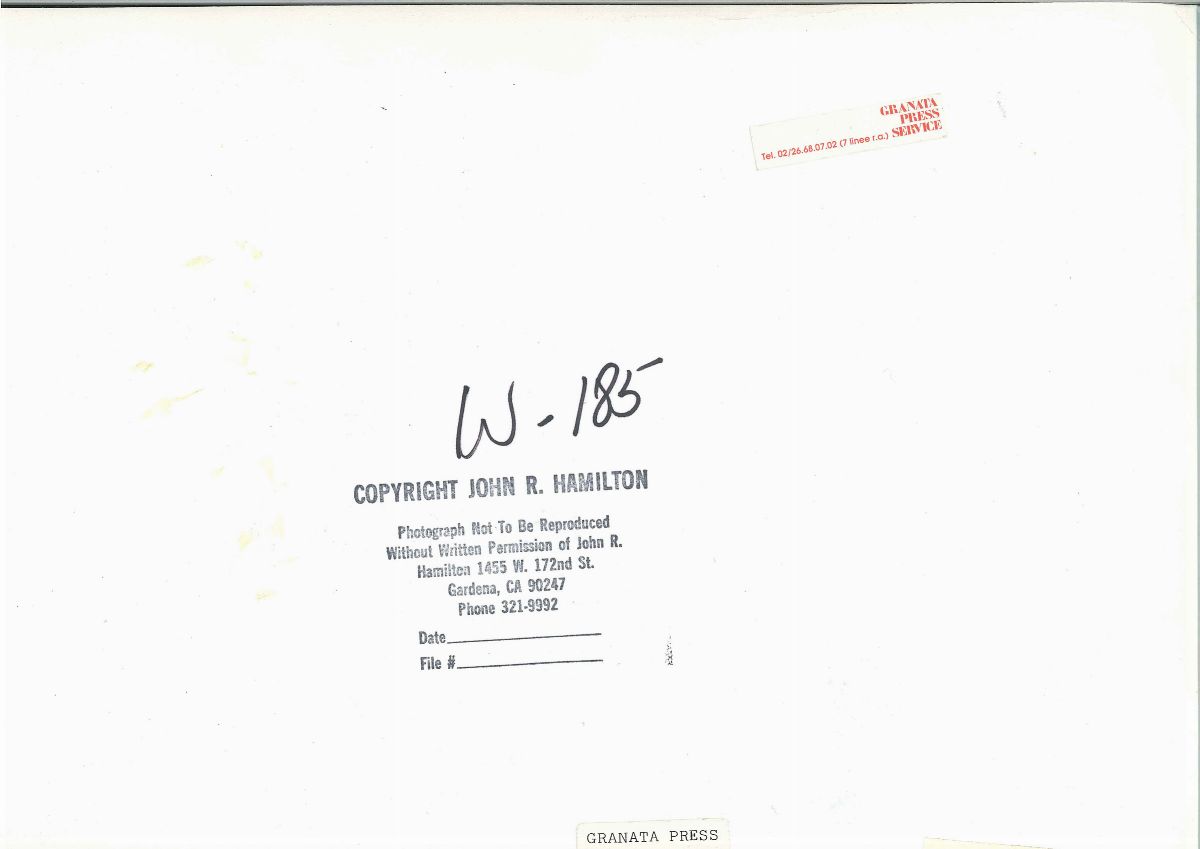 GRANATA
PRESS
Tel. 02/26.68.07.02 (7 linee r.a.) SERVICE
W-185
COPYRIGHT JOHN R. HAMILTON
Photograph Not To Be Reproduced
Without Written Permission of John R.
Hamilton 1455 W. 172nd St.
Gardena, CA 90247
Phone 321-9992
Date
File #
GRANATA PRESS